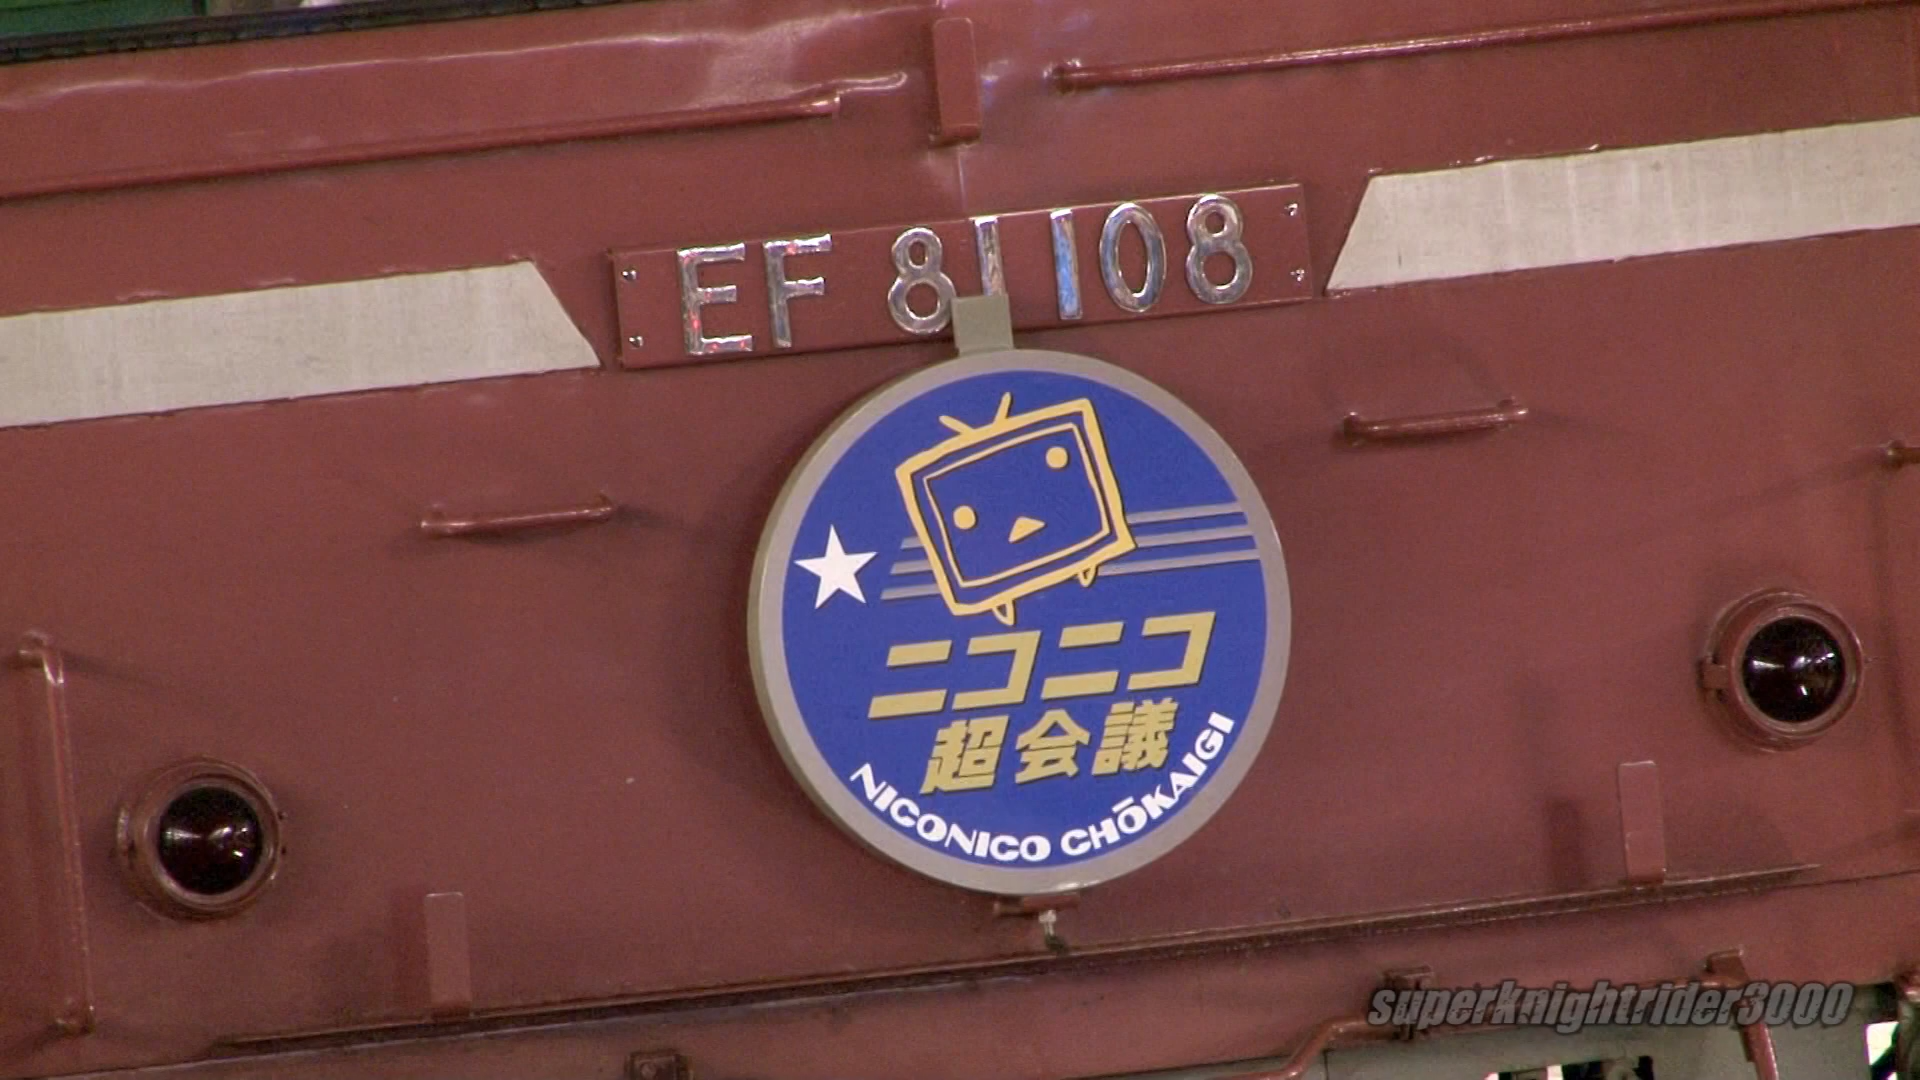 EF 81 108
ニコニコ
超会議
NICONICO CHŌKAIGI
superknightrider3000